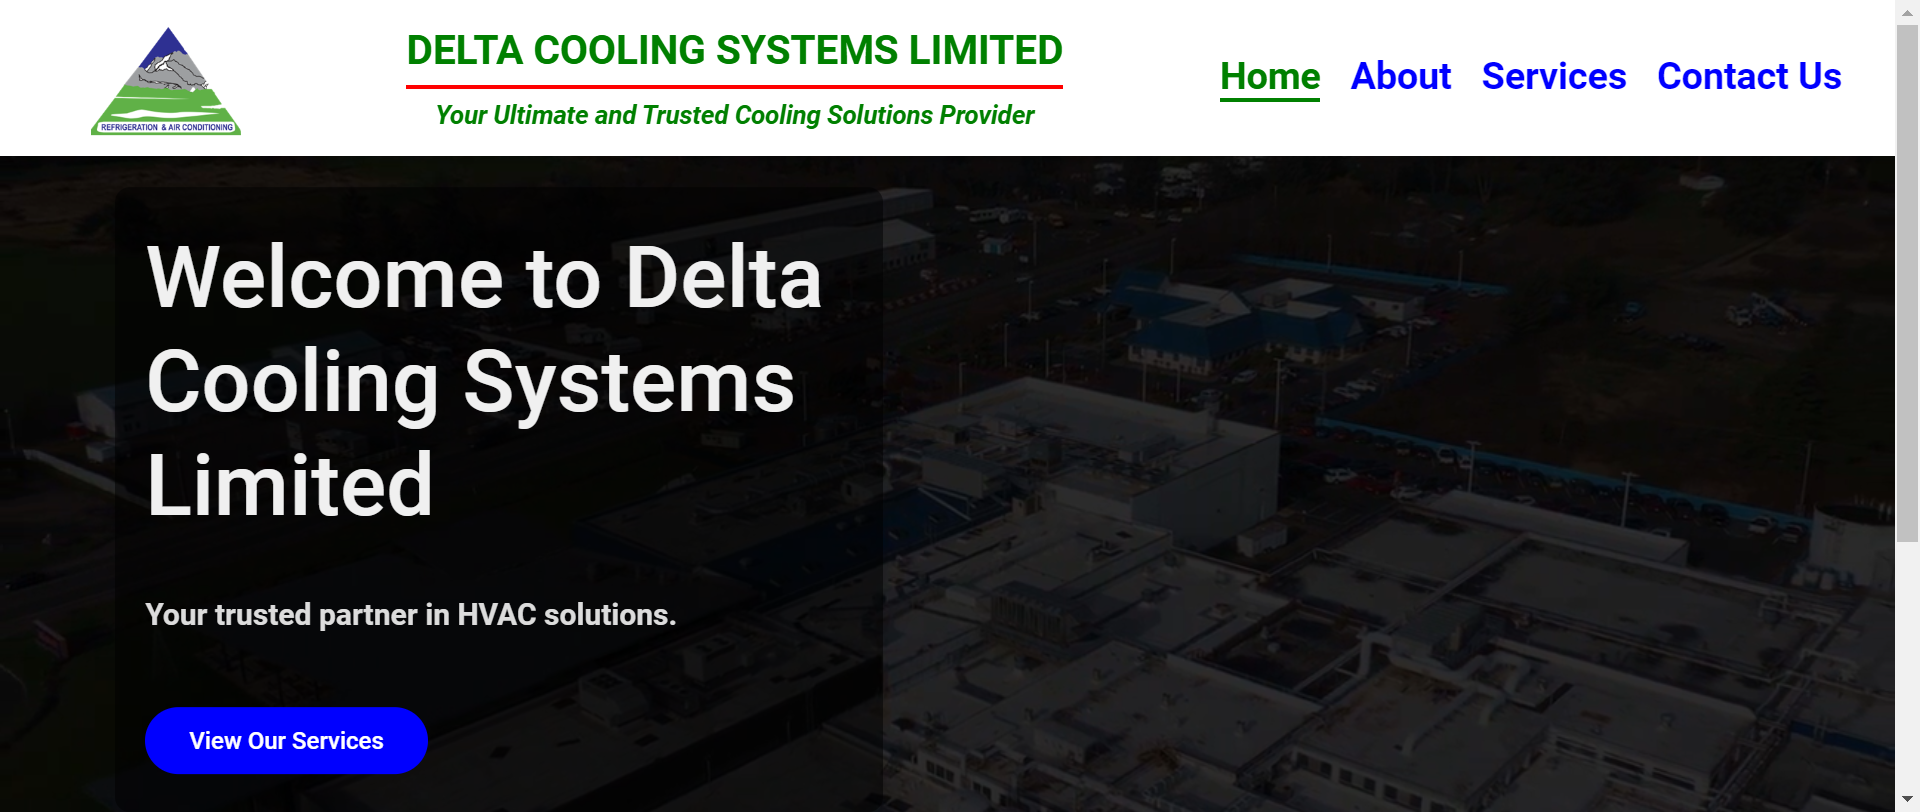 REFRIGERATION & AIR CONDITIONING
DELTA COOLING SYSTEMS LIMITED
Your Ultimate and Trusted Cooling Solutions Provider
Home About Services Contact Us
Welcome to Delta
Cooling Systems
Limited
Your trusted partner in HVAC solutions.
View Our Services